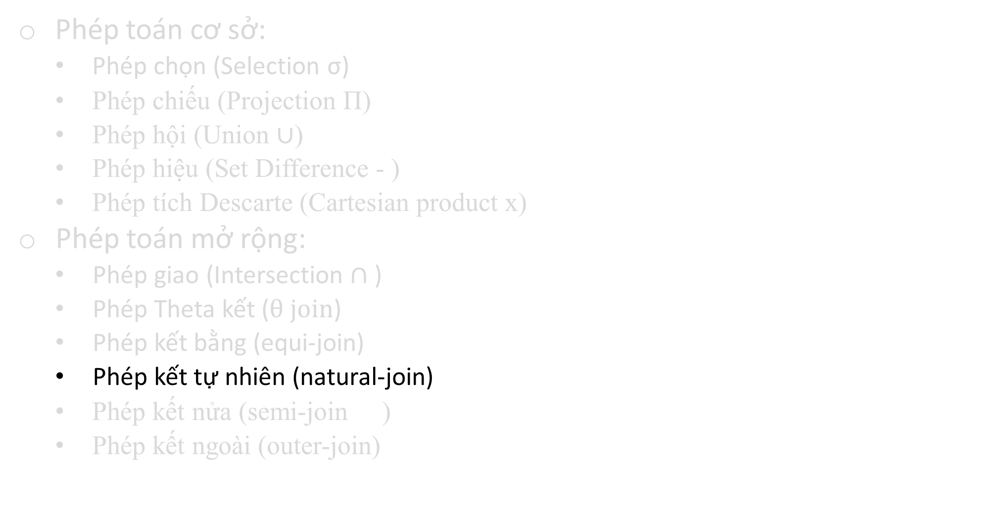 ○ Phép toán cơ sở:
• Phép chọn (Selection σ)
• Phép chiếu (Projection Π)
• Phép hội (Union ∪)
• Phép hiệu (Set Difference - )
• Phép tích Descarte (Cartesian product x)
○ Phép toán mở rộng:
• Phép giao (Intersection ∩ )
• Phép Theta kết (θ join)
• Phép kết bằng (equi-join)
• Phép kết tự nhiên (natural-join)
• Phép kết nửa (semi-join )
• Phép kết ngoài (outer-join)